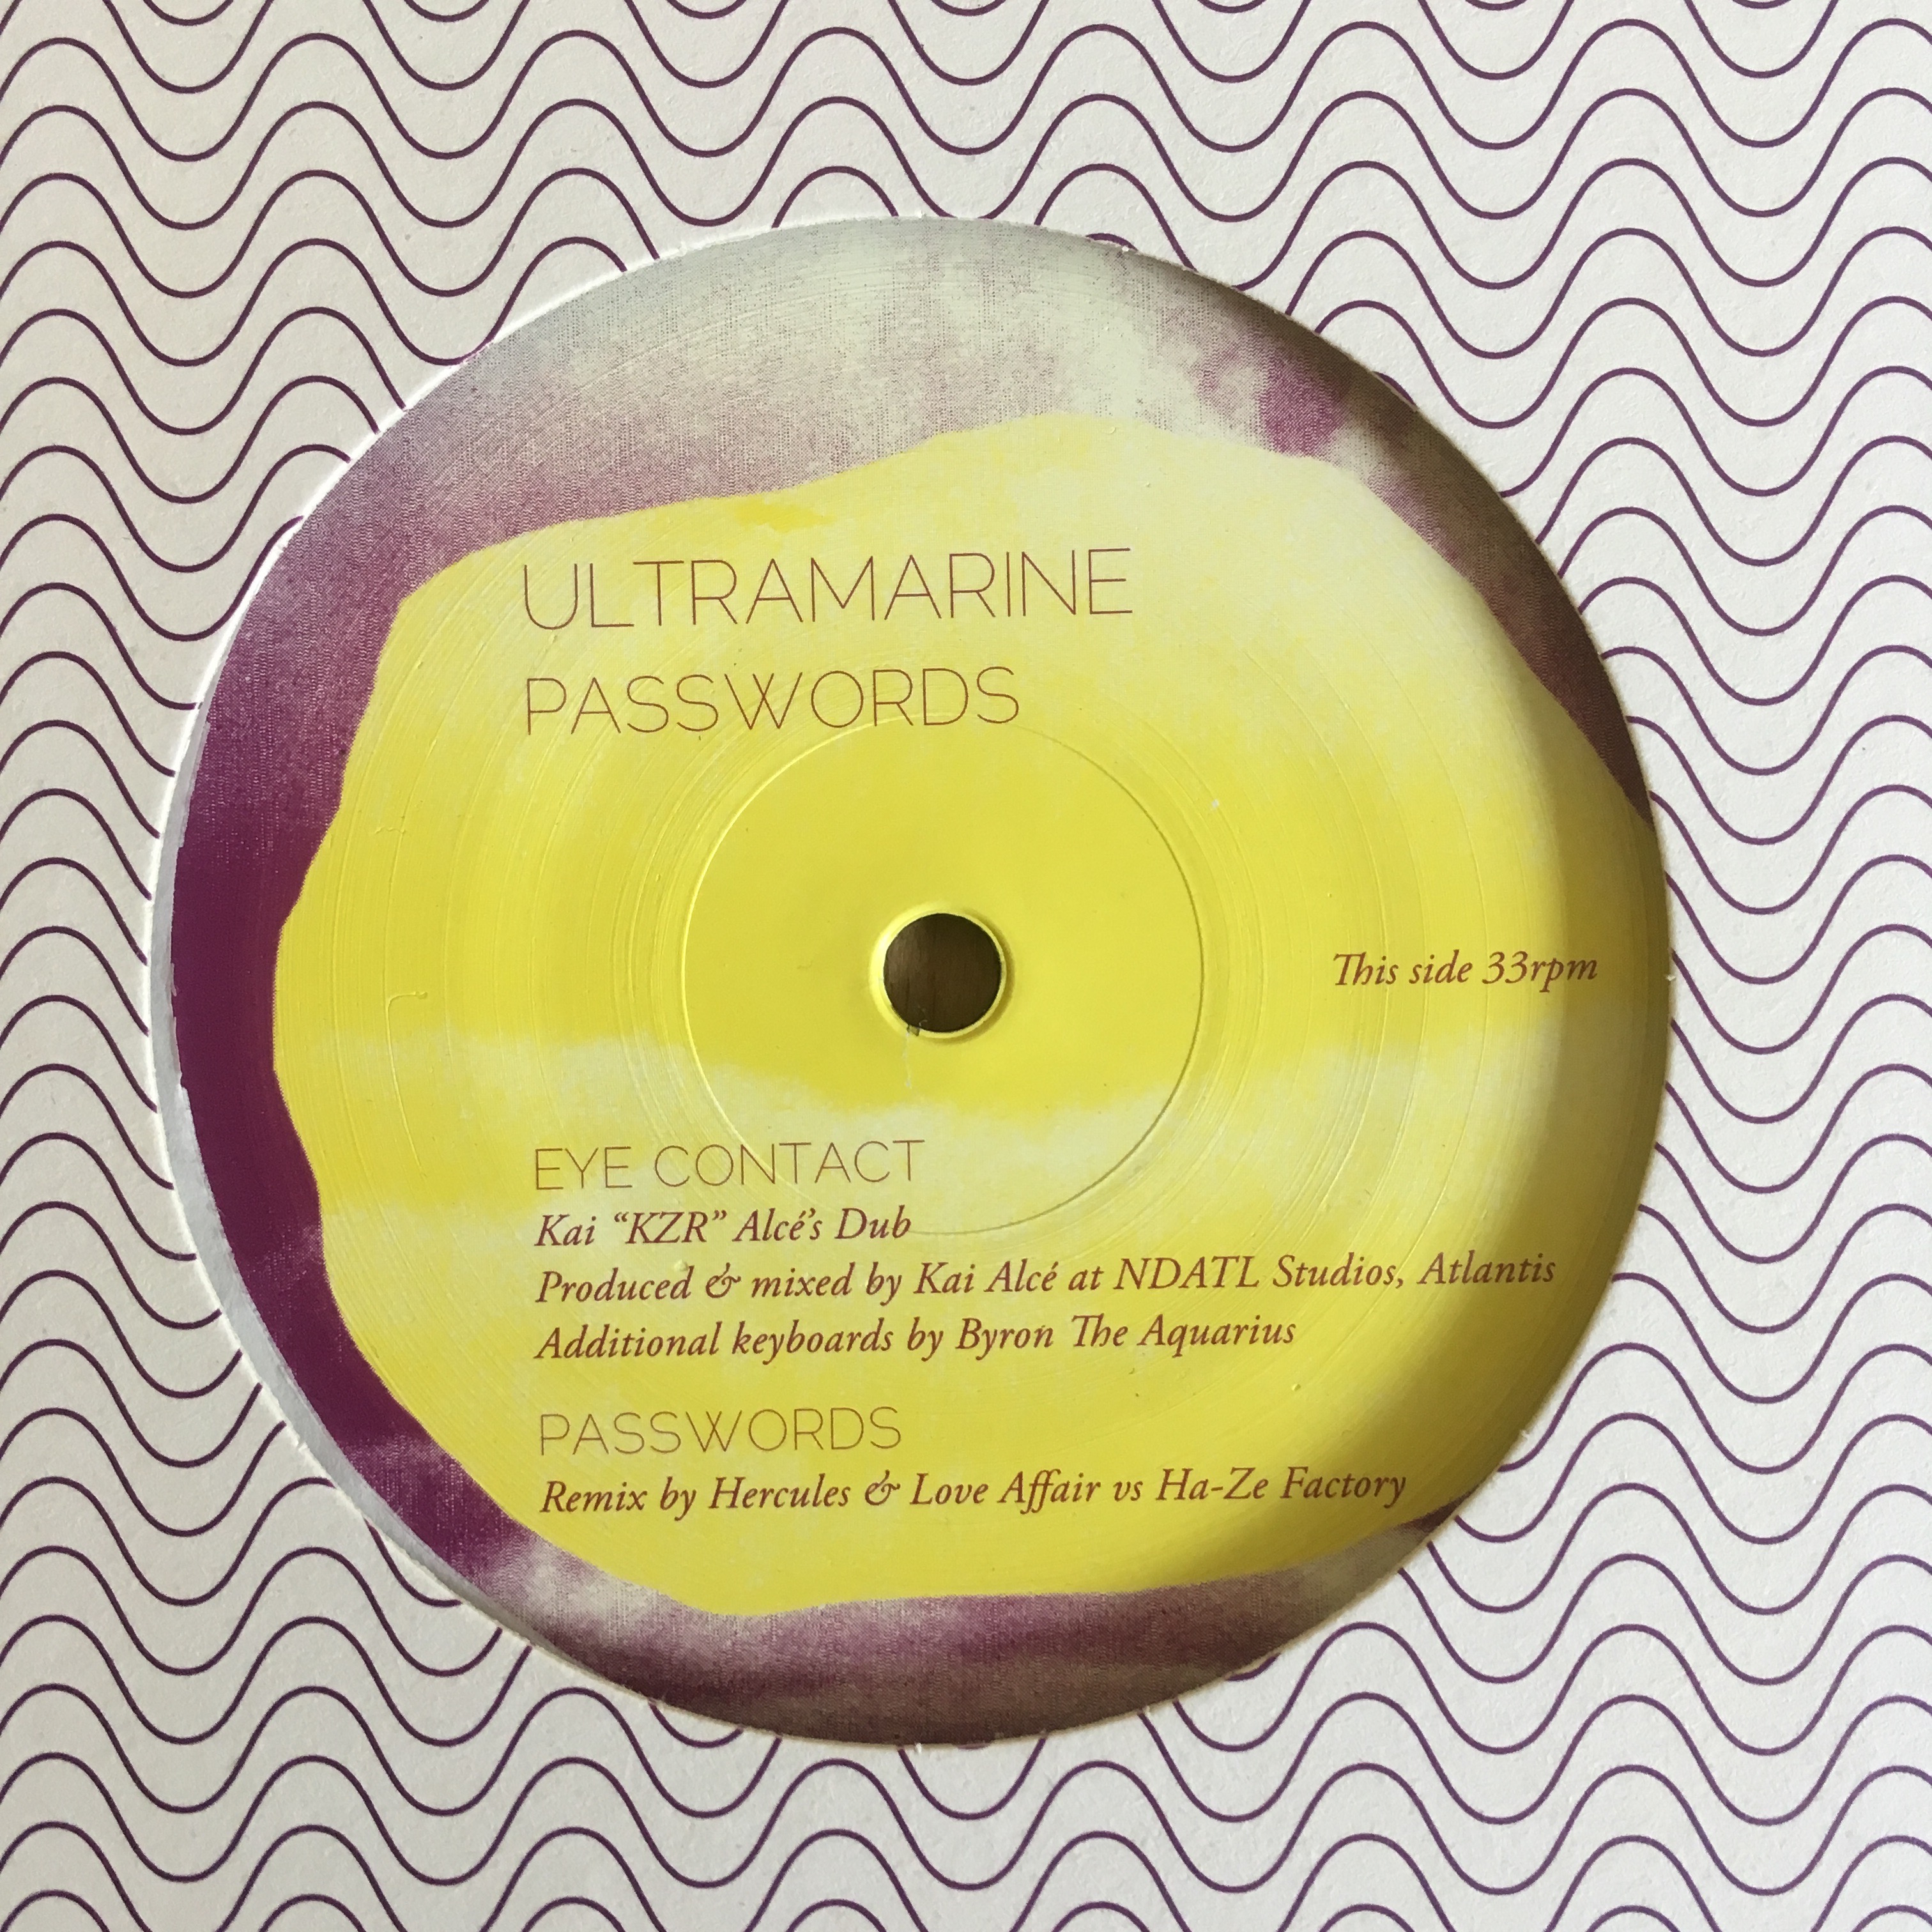 ULTRAMARINE
PASSWORDS
This side 33rpm
EYE CONTACT
Kai “KZR” Alcé’s Dub
Produced & mixed by Kai Alcé at NDATL Studios, Atlantis
Additional keyboards by Byron The Aquarius
PASSWORDS
Remix by Hercules & Love Affair vs Ha-Ze Factory